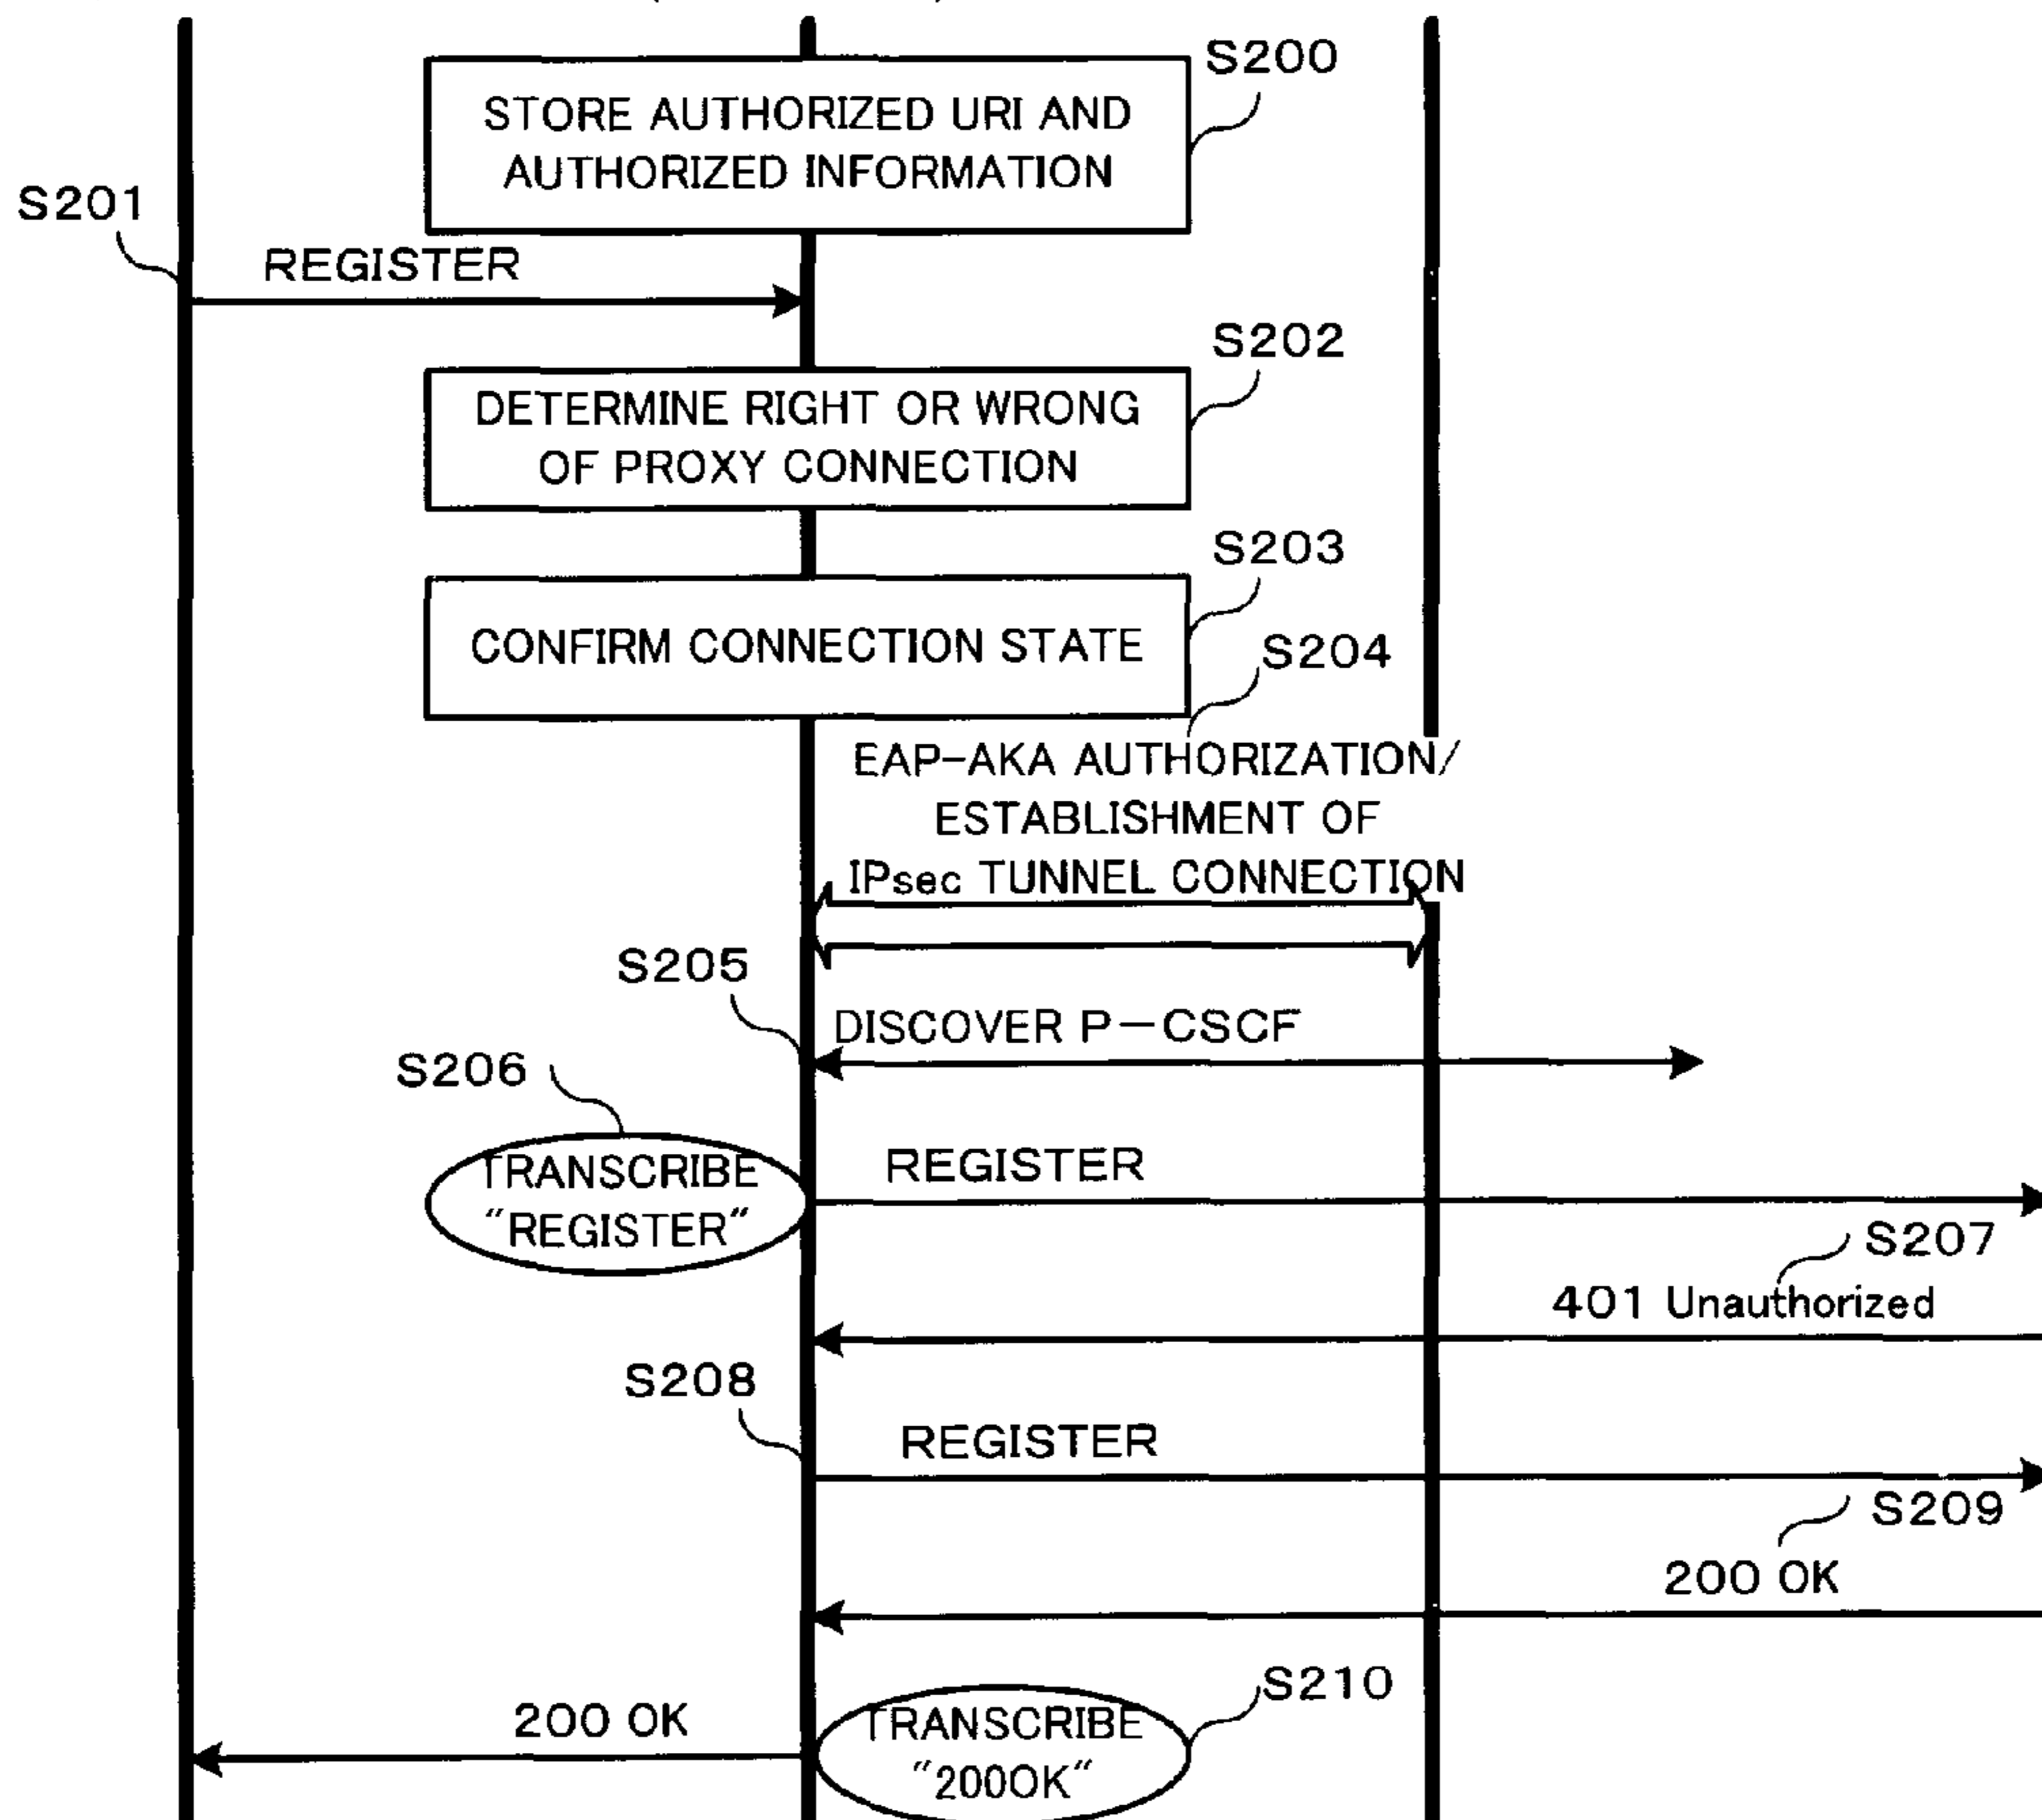 S200
STORE AUTHORIZED URI AND
AUTHORIZED INFORMATION
S201
REGISTER
S202
DETERMINE RIGHT OR WRONG
OF PROXY CONNECTION
S203
CONFIRM CONNECTION STATE
S204
EAP-AKA AUTHORIZATION/
ESTABLISHMENT OF
IPsec TUNNEL CONNECTION
S205
DISCOVER P-CSCF
S206
TRANSCRIBE
"REGISTER"
REGISTER
S207
401 Unauthorized
S208
REGISTER
S209
200 OK
S210
200 OK
TRANSCRIBE
"200OK"